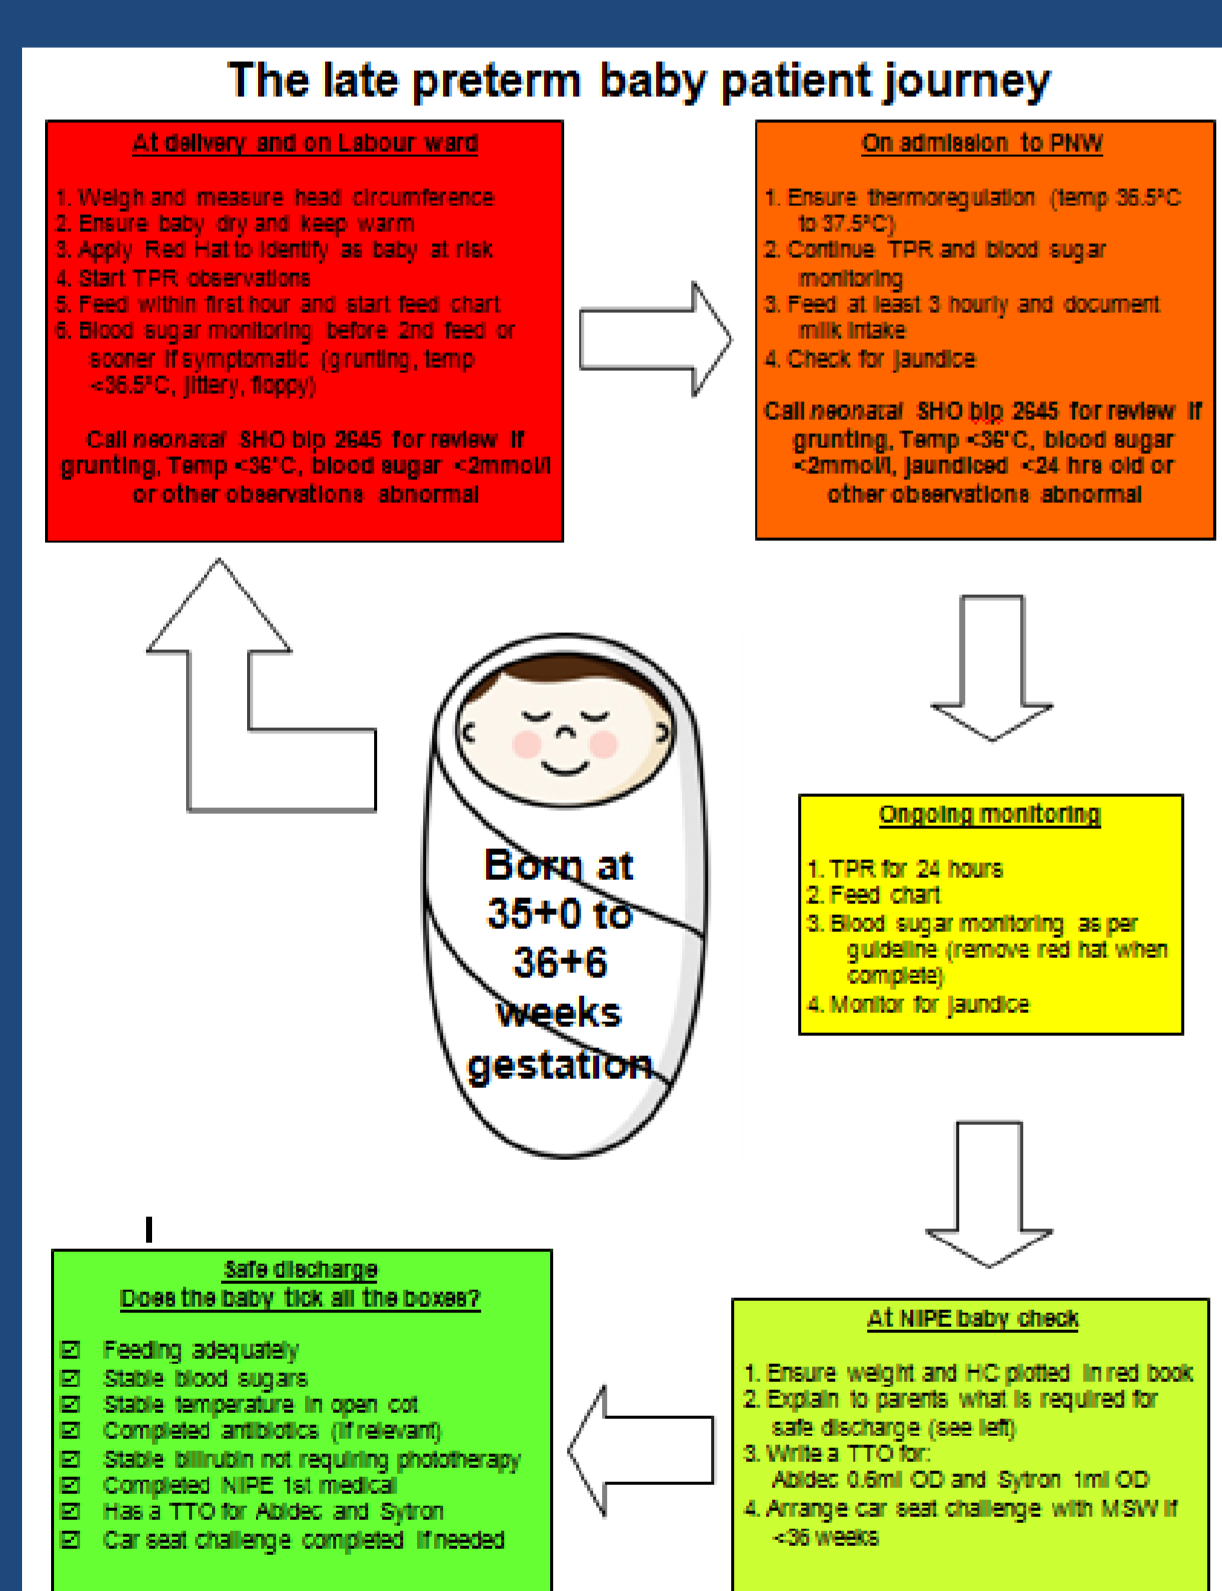 The late preterm baby patient journey
At delivery and on Labour ward
1. Weigh and measure head circumference
2. Ensure baby dry and keep warm
3. Apply Red Hat to identify as baby at risk
4. Start TPR observations
5. Feed within first hour and start feed chart
6. Blood sugar monitoring before 2nd feed or
sooner if symptomatic (grunting, temp
<36.5°C, jittery, floppy)
Call neonatal SHO bip 2645 for review if
grunting, Temp <36°C, blood sugar <2mmol/l
or other observations abnormal
On admission to PNW
1. Ensure thermoregulation (temp 36.5°C
to 37.5°C)
2. Continue TPR and blood sugar
monitoring
3. Feed at least 3 hourly and document
milk intake
4. Check for jaundice
Call neonatal SHO bip 2645 for review if
grunting, Temp <36°C, blood sugar
<2mmol/l, jaundiced <24 hrs old or
other observations abnormal
Born at
35+0 to
36+6
weeks
gestation
Ongoing monitoring
1. TPR for 24 hours
2. Feed chart
3. Blood sugar monitoring as per
guideline (remove red hat when
complete)
4. Monitor for jaundice
At NIPE baby check
1. Ensure weight and HC plotted in red book
2. Explain to parents what is required for
safe discharge (see left)
3. Write a TTO for:
Abidec 0.6ml OD and Sytron 1ml OD
4. Arrange car seat challenge with MSW if
<36 weeks
Safe discharge
Does the baby tick all the boxes?
☑ Feeding adequately
☑ Stable blood sugars
☑ Stable temperature in open cot
☑ Completed antibiotics (if relevant)
☑ Stable bilirubin not requiring phototherapy
☑ Completed NIPE 1st medical
☑ Has a TTO for Abidec and Sytron
☑ Car seat challenge completed if needed